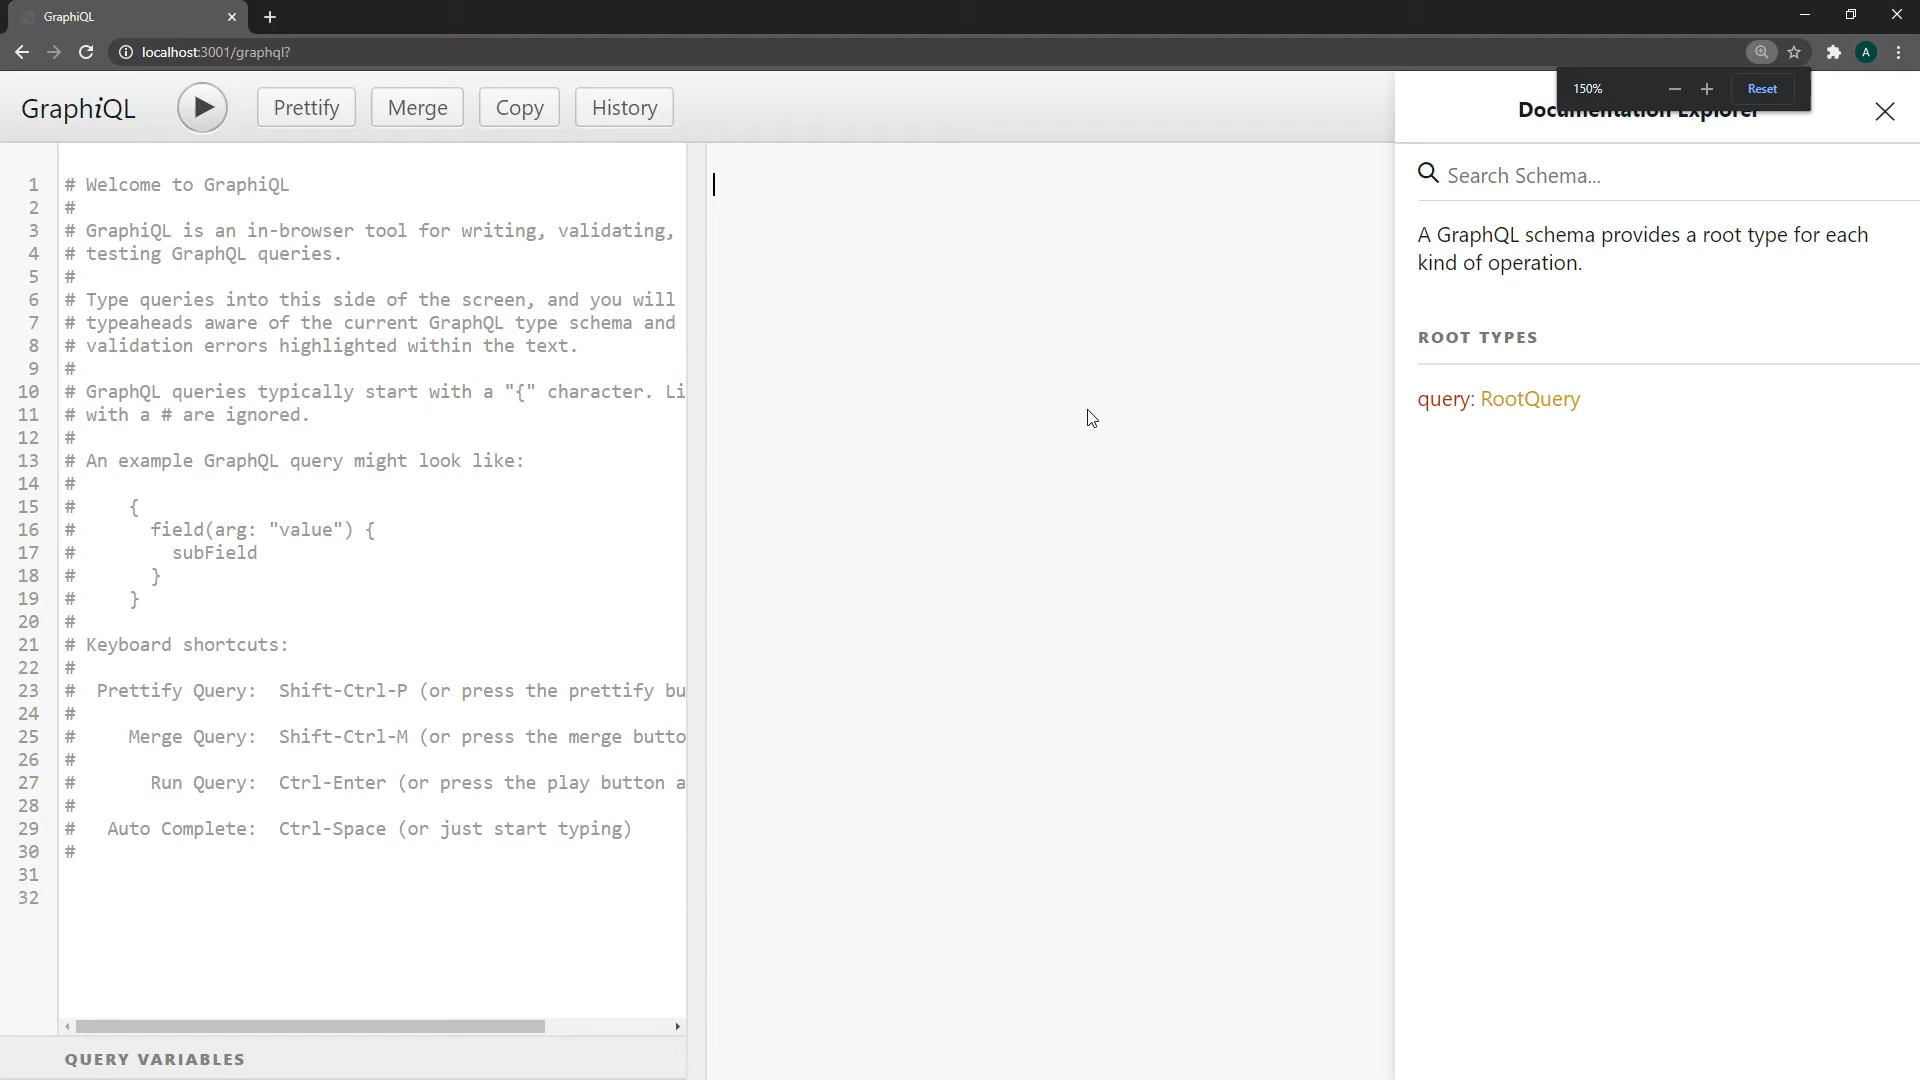 GraphiQL
localhost:3001/graphql?
A
150%
Reset
GraphiQL
Prettify
Merge
Copy
History
Documentation Explorer
1 # Welcome to GraphiQL
2 #
3 # GraphiQL is an in-browser tool for writing, validating,
4 # testing GraphQL queries.
5 #
6 # Type queries into this side of the screen, and you will
7 # typeaheads aware of the current GraphQL type schema and
8 # validation errors highlighted within the text.
9 #
10 # GraphQL queries typically start with a "{" character. Li
11 # with a # are ignored.
12 #
13 # An example GraphQL query might look like:
14 #
15 #     {
16 #       field(arg: "value") {
17 #         subField
18 #       }
19 #     }
20 #
21 # Keyboard shortcuts:
22 #
23 #  Prettify Query:  Shift-Ctrl-P (or press the prettify bu
24 #
25 #     Merge Query:  Shift-Ctrl-M (or press the merge butto
26 #
27 #       Run Query:  Ctrl-Enter (or press the play button a
28 #
29 #   Auto Complete:  Ctrl-Space (or just start typing)
30 #
31
32
QUERY VARIABLES
Search Schema...
A GraphQL schema provides a root type for each
kind of operation.
ROOT TYPES
query: RootQuery